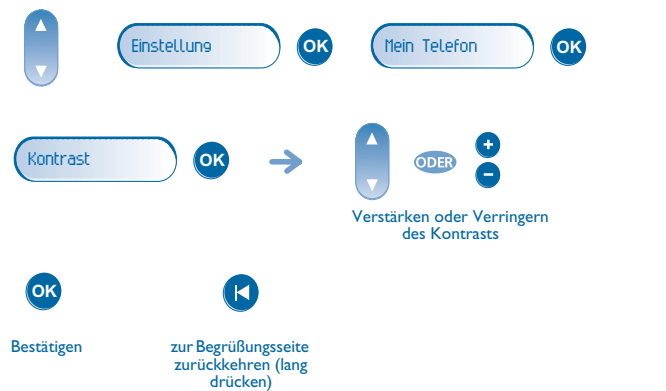 Einstellung OK Mein Telefon OK
Kontrast OK ODER + −
Verstärken oder Verringern
des Kontrasts
OK
Bestätigen
zur Begrüßungsseite
zurückkehren (lang
drücken)